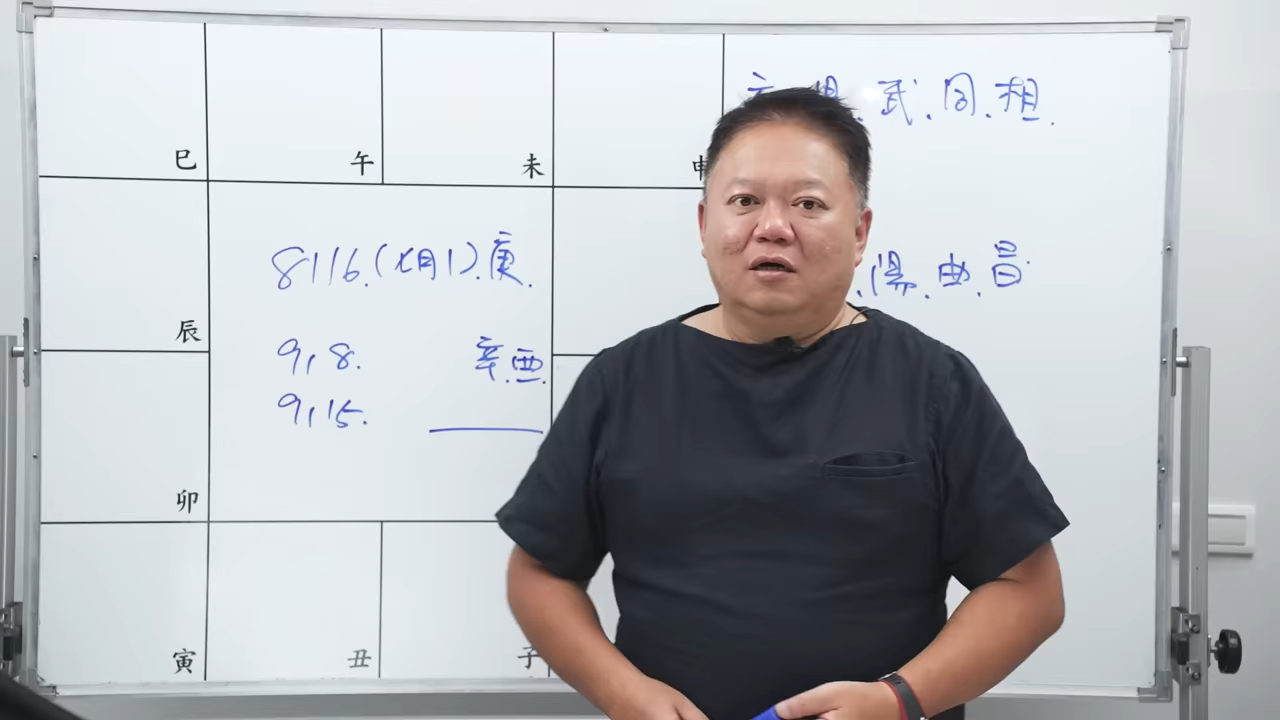 武.同.相.
巳 午 未
8/16.(七月1).庚.
.陽.曲.昌.
辰
9/8. 辛.酉.
9/15.
卯
寅 丑 子